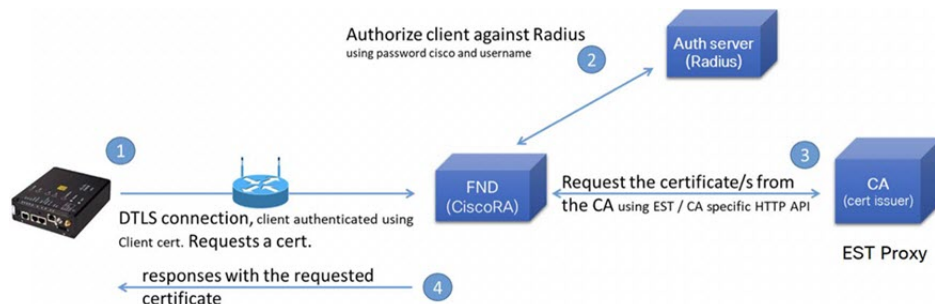 Authorize client against Radius
using password cisco and username
2
Auth server
(Radius)
1
3
FND
(CiscoRA)
Request the certificate/s from
the CA using EST / CA specific HTTP API
CA
(cert issuer)
DTLS connection, client authenticated using
Client cert. Requests a cert.
EST Proxy
responses with the requested
certificate
4